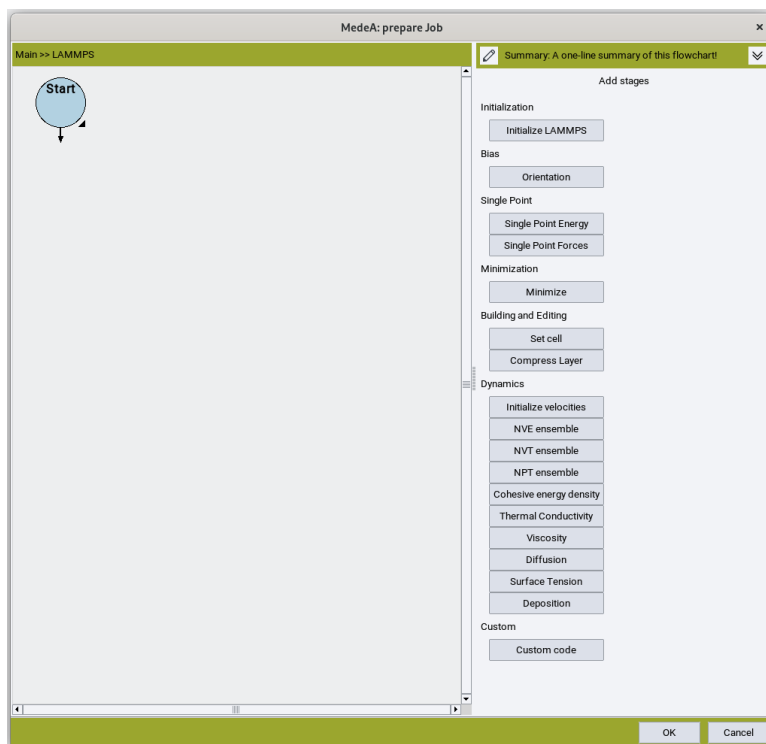 MedeA: prepare Job
Main >> LAMMPS
Summary: A one-line summary of this flowchart!
Start
Add stages
Initialization
Initialize LAMMPS
Bias
Orientation
Single Point
Single Point Energy
Single Point Forces
Minimization
Minimize
Building and Editing
Set cell
Compress Layer
Dynamics
Initialize velocities
NVE ensemble
NVT ensemble
NPT ensemble
Cohesive energy density
Thermal Conductivity
Viscosity
Diffusion
Surface Tension
Deposition
Custom
Custom code
OK
Cancel